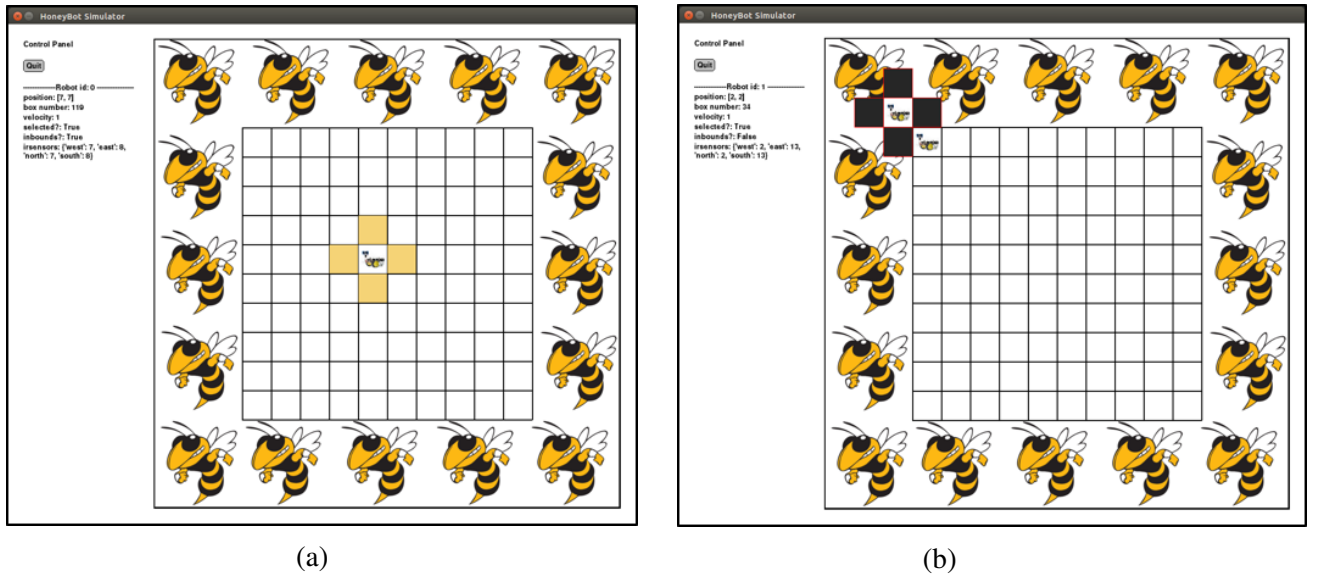 HoneyBot Simulator
Control Panel
Quit
--------------Robot id: 0 ---------------
position: [7, 7]
box number: 119
velocity: 1
selected?: True
inbounds?: True
irsensors: {'west': 7, 'east': 8,
'north': 7, 'south': 8}
(a)
HoneyBot Simulator
Control Panel
Quit
--------------Robot id: 1 ---------------
position: [2, 2]
box number: 34
velocity: 1
selected?: True
inbounds?: False
irsensors: {'west': 2, 'east': 13,
'north': 2, 'south': 13}
(b)